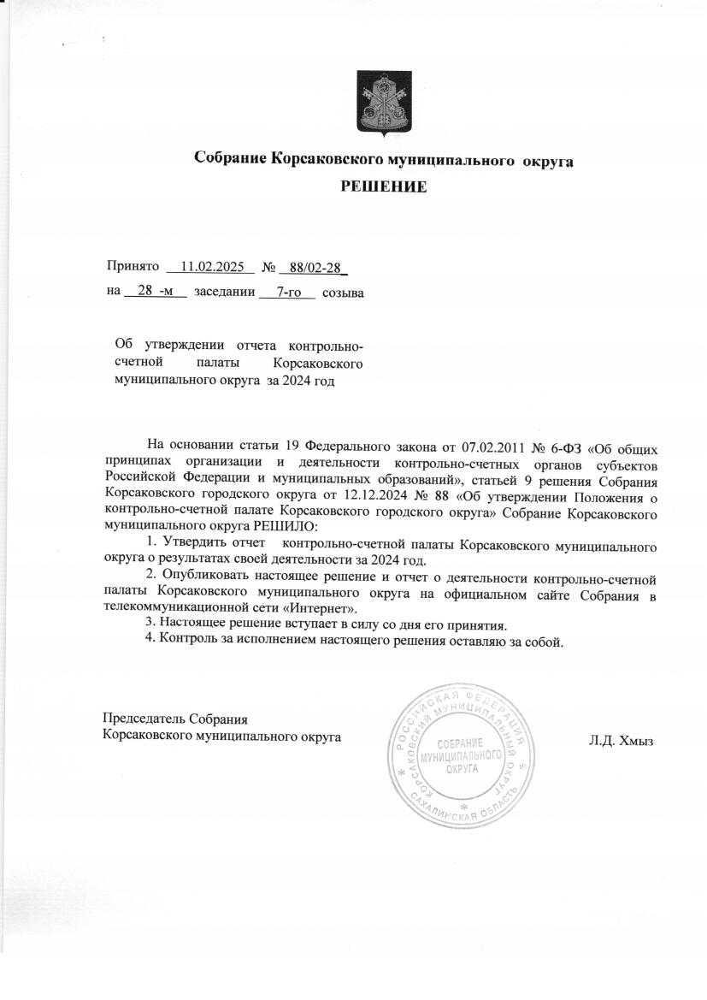 Собрание Корсаковского муниципального округа
РЕШЕНИЕ
Принято 11.02.2025 № 88/02-28
на 28 -м заседании 7-го созыва
Об утверждении отчета контрольно-
счетной палаты Корсаковского
муниципального округа за 2024 год
На основании статьи 19 Федерального закона от 07.02.2011 № 6-ФЗ «Об общих
принципах организации и деятельности контрольно-счетных органов субъектов
Российской Федерации и муниципальных образований», статьей 9 решения Собрания
Корсаковского городского округа от 12.12.2024 № 88 «Об утверждении Положения о
контрольно-счетной палате Корсаковского городского округа» Собрание Корсаковского
муниципального округа РЕШИЛО:
1. Утвердить отчет контрольно-счетной палаты Корсаковского муниципального
округа о результатах своей деятельности за 2024 год.
2. Опубликовать настоящее решение и отчет о деятельности контрольно-счетной
палаты Корсаковского муниципального округа на официальном сайте Собрания в
телекоммуникационной сети «Интернет».
3. Настоящее решение вступает в силу со дня его принятия.
4. Контроль за исполнением настоящего решения оставляю за собой.
Председатель Собрания
Корсаковского муниципального округа
Л.Д. Хмыз
РОССИЙСКАЯ ФЕДЕРАЦИЯ
САХАЛИНСКАЯ ОБЛАСТЬ
КОРСАКОВСКИЙ МУНИЦИПАЛЬНЫЙ ОКРУГ
СОБРАНИЕ
МУНИЦИПАЛЬНОГО
ОКРУГА